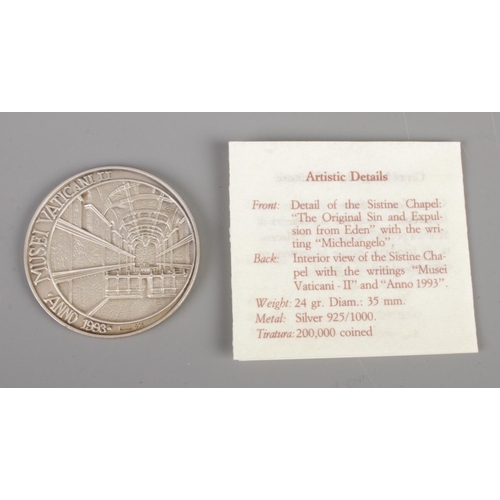 MUSEI VATICANI II
ANNO 1993
Artistic Details
Front: Detail of the Sistine Chapel:
"The Original Sin and Expul-
sion from Eden" with the wri-
ting "Michelangelo".
Back: Interior view of the Sistine Cha-
pel with the writings "Musei
Vaticani - II" and "Anno 1993".
Weight: 24 gr. Diam.: 35 mm.
Metal: Silver 925/1000.
Tiratura: 200,000 coined